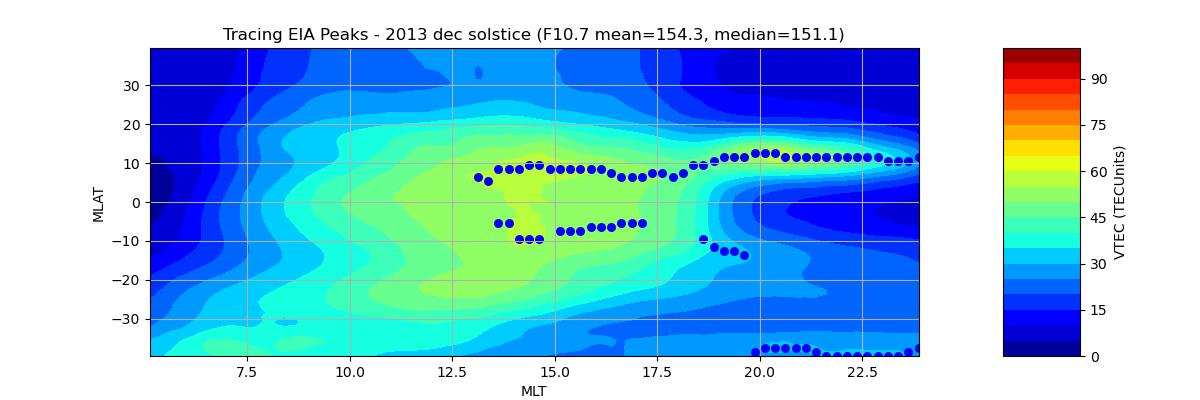 Tracing EIA Peaks - 2013 dec solstice (F10.7 mean=154.3, median=151.1)
30
20
10
0
−10
−20
−30
MLAT
7.5 10.0 12.5 15.0 17.5 20.0 22.5
MLT
90
75
60
45
30
15
0
VTEC (TECUnits)